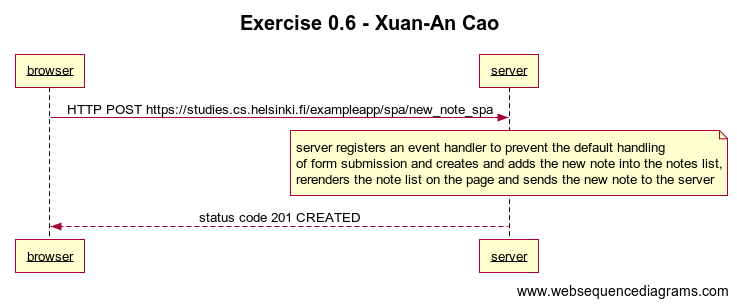 Exercise 0.6 - Xuan-An Cao
browser
server
HTTP POST https://studies.cs.helsinki.fi/exampleapp/spa/new_note_spa
server registers an event handler to prevent the default handling
of form submission and creates and adds the new note into the notes list,
rerenders the note list on the page and sends the new note to the server
status code 201 CREATED
browser
server
www.websequencediagrams.com